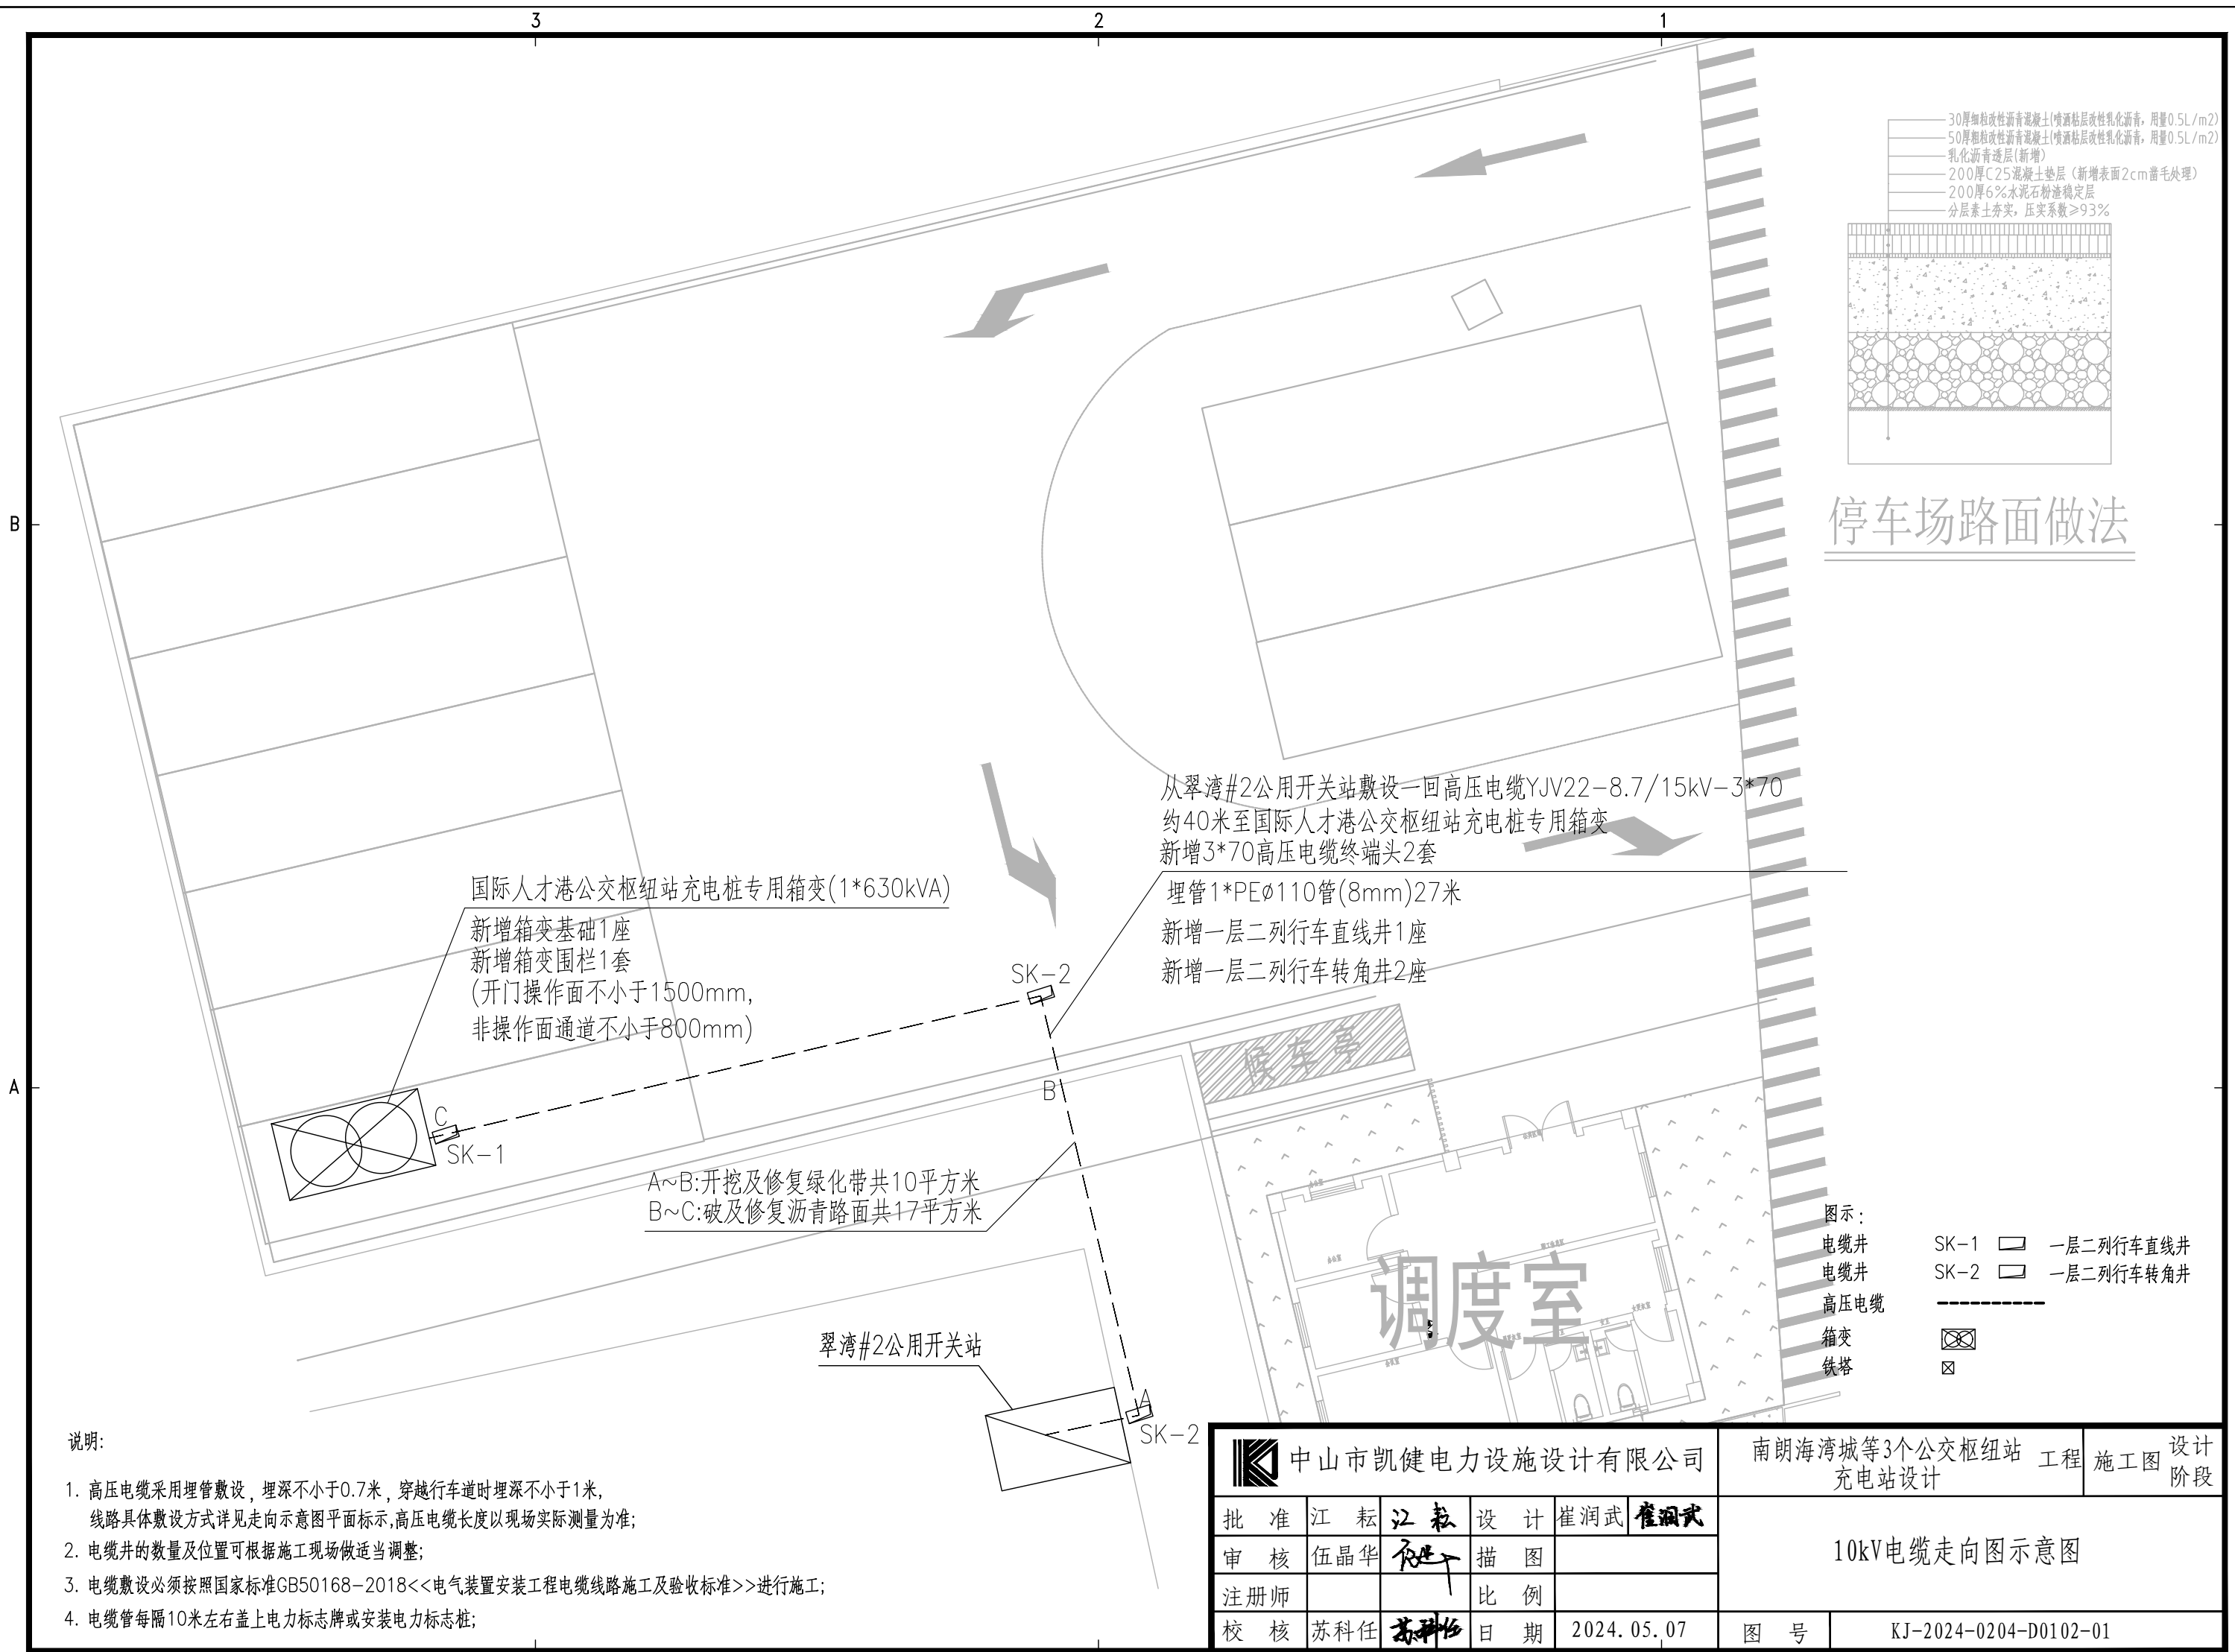 3
2
1
B
A
30厚细粒改性沥青混凝土(喷洒粘层改性乳化沥青，用量0.5L/m2)
50厚粗粒改性沥青混凝土(喷洒粘层改性乳化沥青，用量0.5L/m2)
乳化沥青透层(新增)
200厚C25混凝土垫层（新增表面2cm凿毛处理）
200厚6%水泥石粉渣稳定层
分层素土夯实，压实系数≥93%
停车场路面做法
从翠湾#2公用开关站敷设一回高压电缆YJV22-8.7/15kV-3*70
约40米至国际人才港公交枢纽站充电桩专用箱变
新增3*70高压电缆终端头2套
埋管1*PEø110管(8mm)27米
新增一层二列行车直线井1座
新增一层二列行车转角井2座
国际人才港公交枢纽站充电桩专用箱变(1*630kVA)
新增箱变基础1座
新增箱变围栏1套
(开门操作面不小于1500mm,
非操作面通道不小于800mm)
SK-2
候车亭
B
C
SK-1
A~B:开挖及修复绿化带共10平方米
B~C:破及修复沥青路面共17平方米
调度室
翠湾#2公用开关站
A
SK-2
图示：
电缆井 SK-1 一层二列行车直线井
电缆井 SK-2 一层二列行车转角井
高压电缆
箱变
铁塔
说明:
1. 高压电缆采用埋管敷设，埋深不小于0.7米，穿越行车道时埋深不小于1米,
线路具体敷设方式详见走向示意图平面标示,高压电缆长度以现场实际测量为准;
2. 电缆井的数量及位置可根据施工现场做适当调整;
3. 电缆敷设必须按照国家标准GB50168-2018<<电气装置安装工程电缆线路施工及验收标准>>进行施工;
4. 电缆管每隔10米左右盖上电力标志牌或安装电力标志桩;
中山市凯健电力设施设计有限公司
南朗海湾城等3个公交枢纽站
充电站设计
工程
施工图
设计
阶段
批准 江耘 江耘 设计 崔润武 崔润武
审核 伍晶华 描图
注册师 比例
校核 苏科任 苏科任 日期 2024.05.07
10kV电缆走向图示意图
图号 KJ-2024-0204-D0102-01